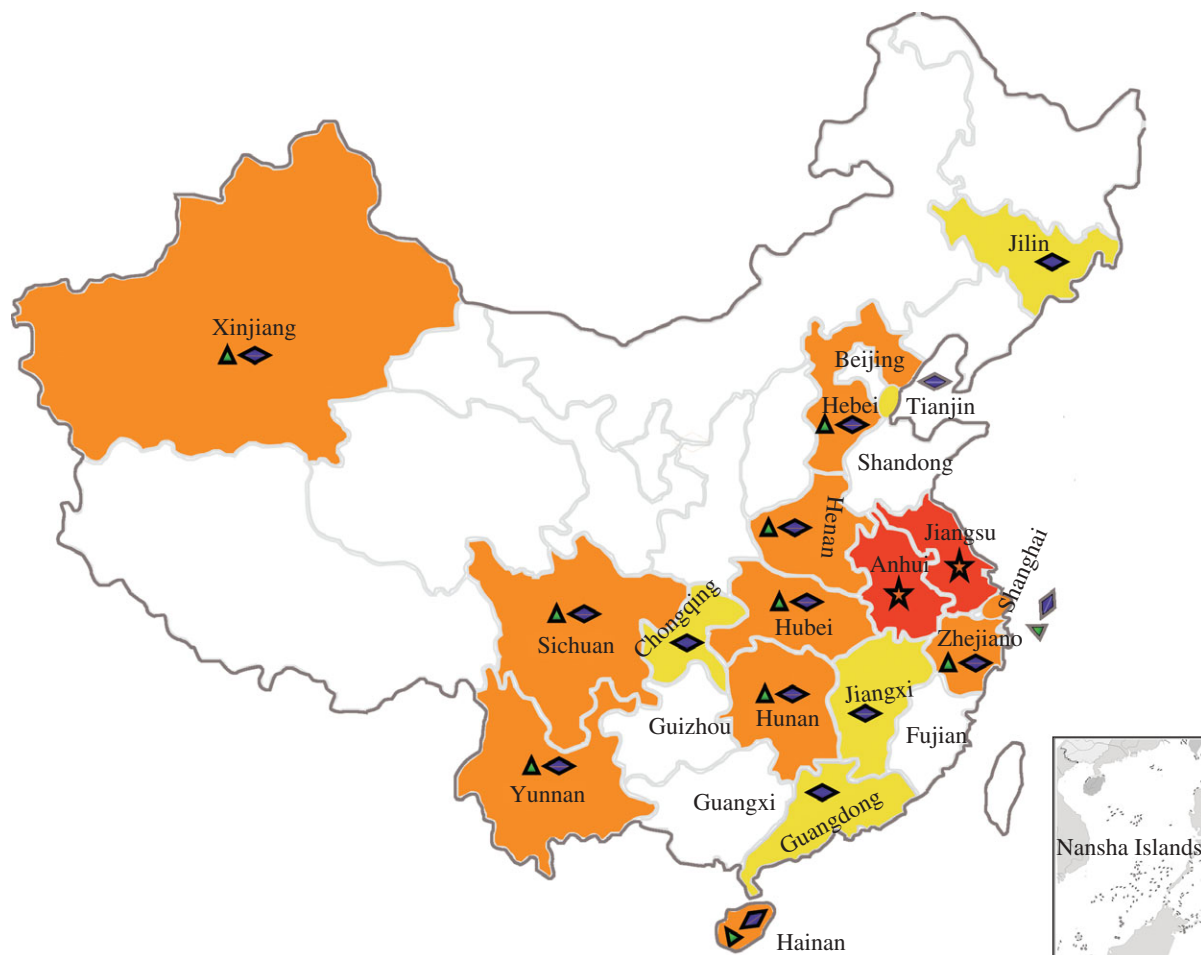 Jilin
Xinjiang
Beijing
Hebei
Tianjin
Shandong
Henan
Jiangsu
Anhui
Shanghai
Chongqing
Hubei
Sichuan
Zhejiano
Jiangxi
Hunan
Guizhou
Fujian
Yunnan
Guangxi
Guangdong
Nansha Islands
Hainan